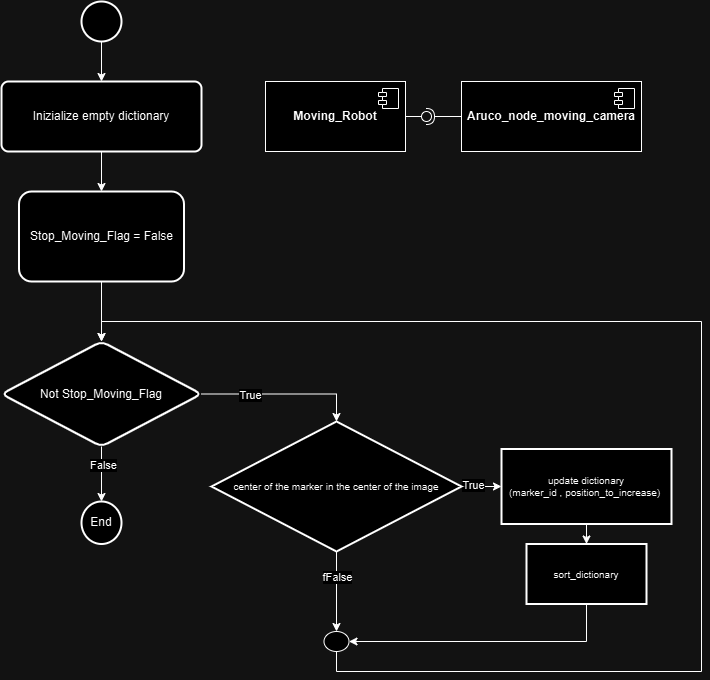 Inizialize empty dictionary
Moving_Robot
Aruco_node_moving_camera
Stop_Moving_Flag = False
Not Stop_Moving_Flag
True
False
End
center of the marker in the center of the image
True
update dictionary
(marker_id , position_to_increase)
sort_dictionary
fFalse